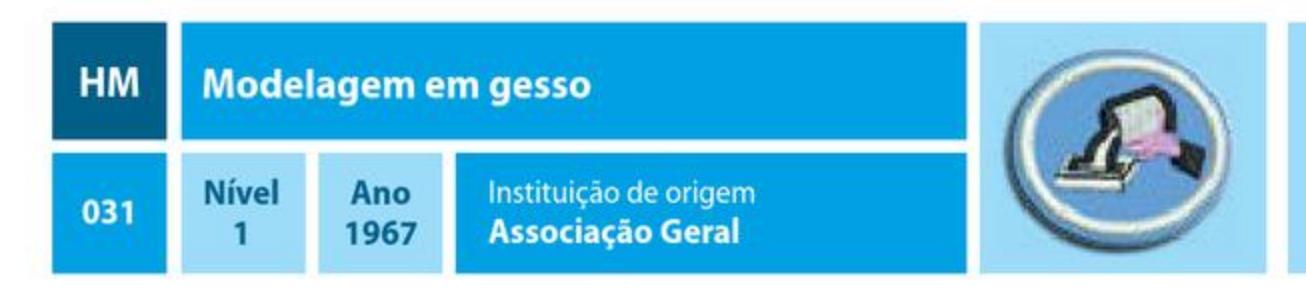 HM
Modelagem em gesso
031
Nível
1
Ano
1967
Instituição de origem
Associação Geral